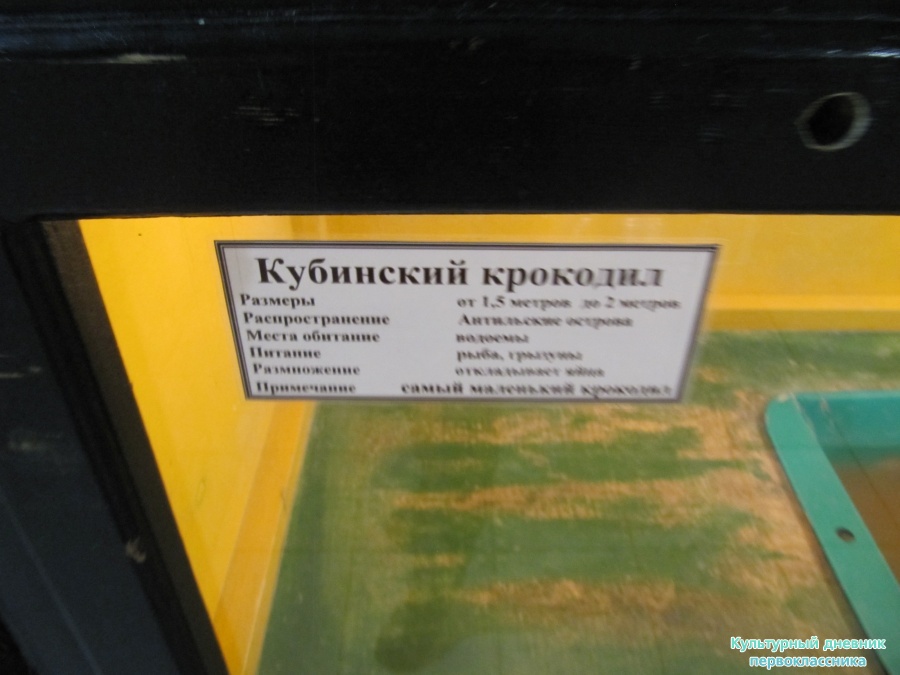 Кубинский крокодил
Размеры от 1,5 метров до 2 метров
Распространение Антильские острова
Места обитание водоемы
Питание рыба, грызуны
Размножение откладывает яйца
Примечание самый маленький крокодил
Культурный дневник
первоклассника